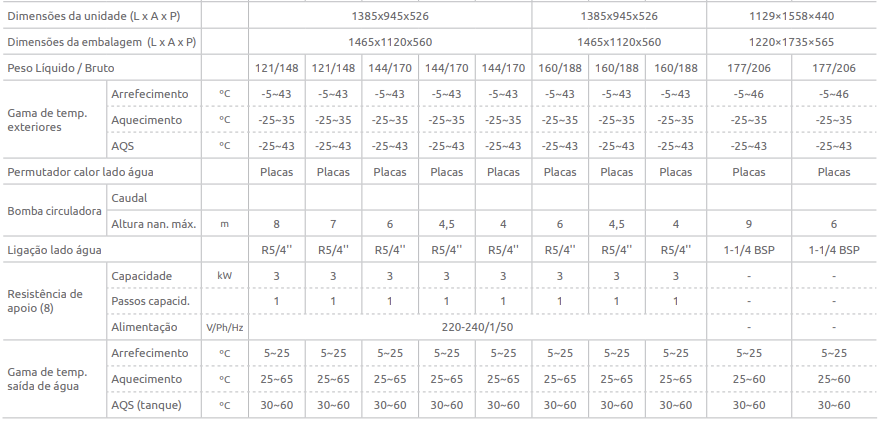 Dimensões da unidade (L x A x P) 1385x945x526 1385x945x526 1129×1558×440
Dimensões da embalagem (L x A x P) 1465x1120x560 1465x1120x560 1220×1735×565
Peso Líquido / Bruto 121/148 121/148 144/170 144/170 144/170 160/188 160/188 160/188 177/206 177/206
Gama de temp. exteriores
Arrefecimento °C -5~43 -5~43 -5~43 -5~43 -5~43 -5~43 -5~43 -5~43 -5~46 -5~46
Aquecimento °C -25~35 -25~35 -25~35 -25~35 -25~35 -25~35 -25~35 -25~35 -25~35 -25~35
AQS °C -25~43 -25~43 -25~43 -25~43 -25~43 -25~43 -25~43 -25~43 -25~43 -25~43
Permutador calor lado água Placas Placas Placas Placas Placas Placas Placas Placas Placas Placas
Bomba circuladora
Caudal
Altura nan. máx. m 8 7 6 4,5 4 6 4,5 4 9 6
Ligação lado água R5/4'' R5/4'' R5/4'' R5/4'' R5/4'' R5/4'' R5/4'' R5/4'' 1-1/4 BSP 1-1/4 BSP
Resistência de apoio (8)
Capacidade kW 3 3 3 3 3 3 3 3 - -
Passos capacid. 1 1 1 1 1 1 1 1 - -
Alimentação V/Ph/Hz 220-240/1/50 - -
Gama de temp. saída de água
Arrefecimento °C 5~25 5~25 5~25 5~25 5~25 5~25 5~25 5~25 5~25 5~25
Aquecimento °C 25~65 25~65 25~65 25~65 25~65 25~65 25~65 25~65 25~60 25~60
AQS (tanque) °C 30~60 30~60 30~60 30~60 30~60 30~60 30~60 30~60 30~60 30~60